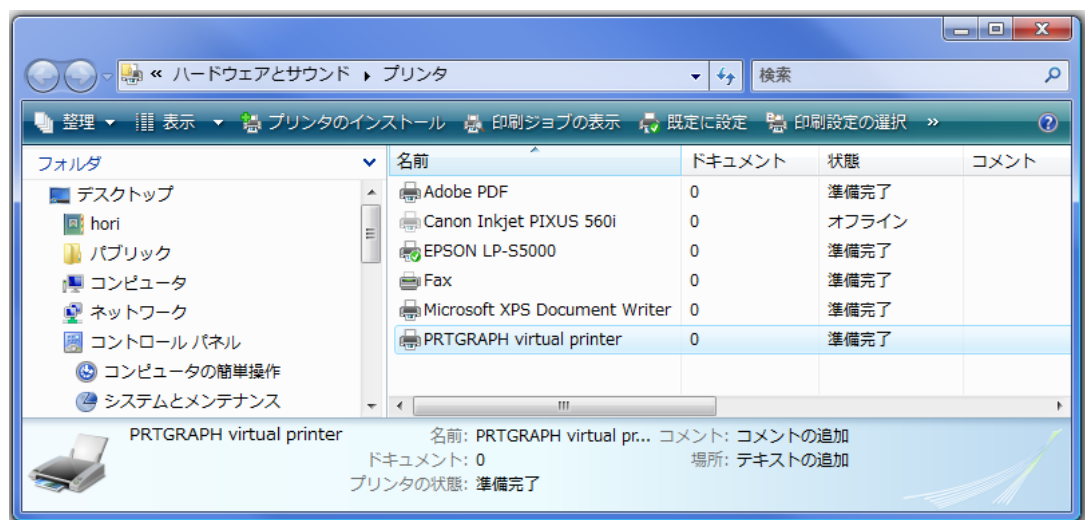 « ハードウェアとサウンド ▸ プリンタ 検索
整理 表示 プリンタのインストール 印刷ジョブの表示 既定に設定 印刷設定の選択 »
フォルダ
デスクトップ
hori
パブリック
コンピュータ
ネットワーク
コントロール パネル
コンピュータの簡単操作
システムとメンテナンス
名前 ドキュメント 状態 コメント
Adobe PDF 0 準備完了
Canon Inkjet PIXUS 560i 0 オフライン
EPSON LP-S5000 0 準備完了
Fax 0 準備完了
Microsoft XPS Document Writer 0 準備完了
PRTGRAPH virtual printer 0 準備完了
PRTGRAPH virtual printer 名前: PRTGRAPH virtual pr... コメント: コメントの追加
ドキュメント: 0 場所: テキストの追加
プリンタの状態: 準備完了